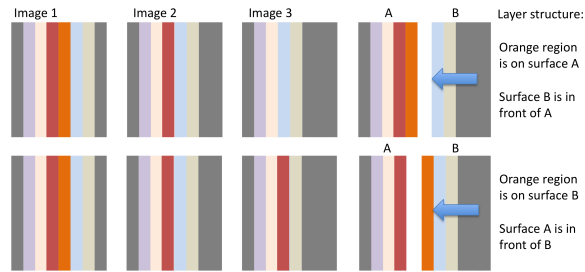 Image 1
Image 2
Image 3
A
B
Layer structure:
Orange region
is on surface A
Surface B is in
front of A
A
B
Orange region
is on surface B
Surface A is in
front of B